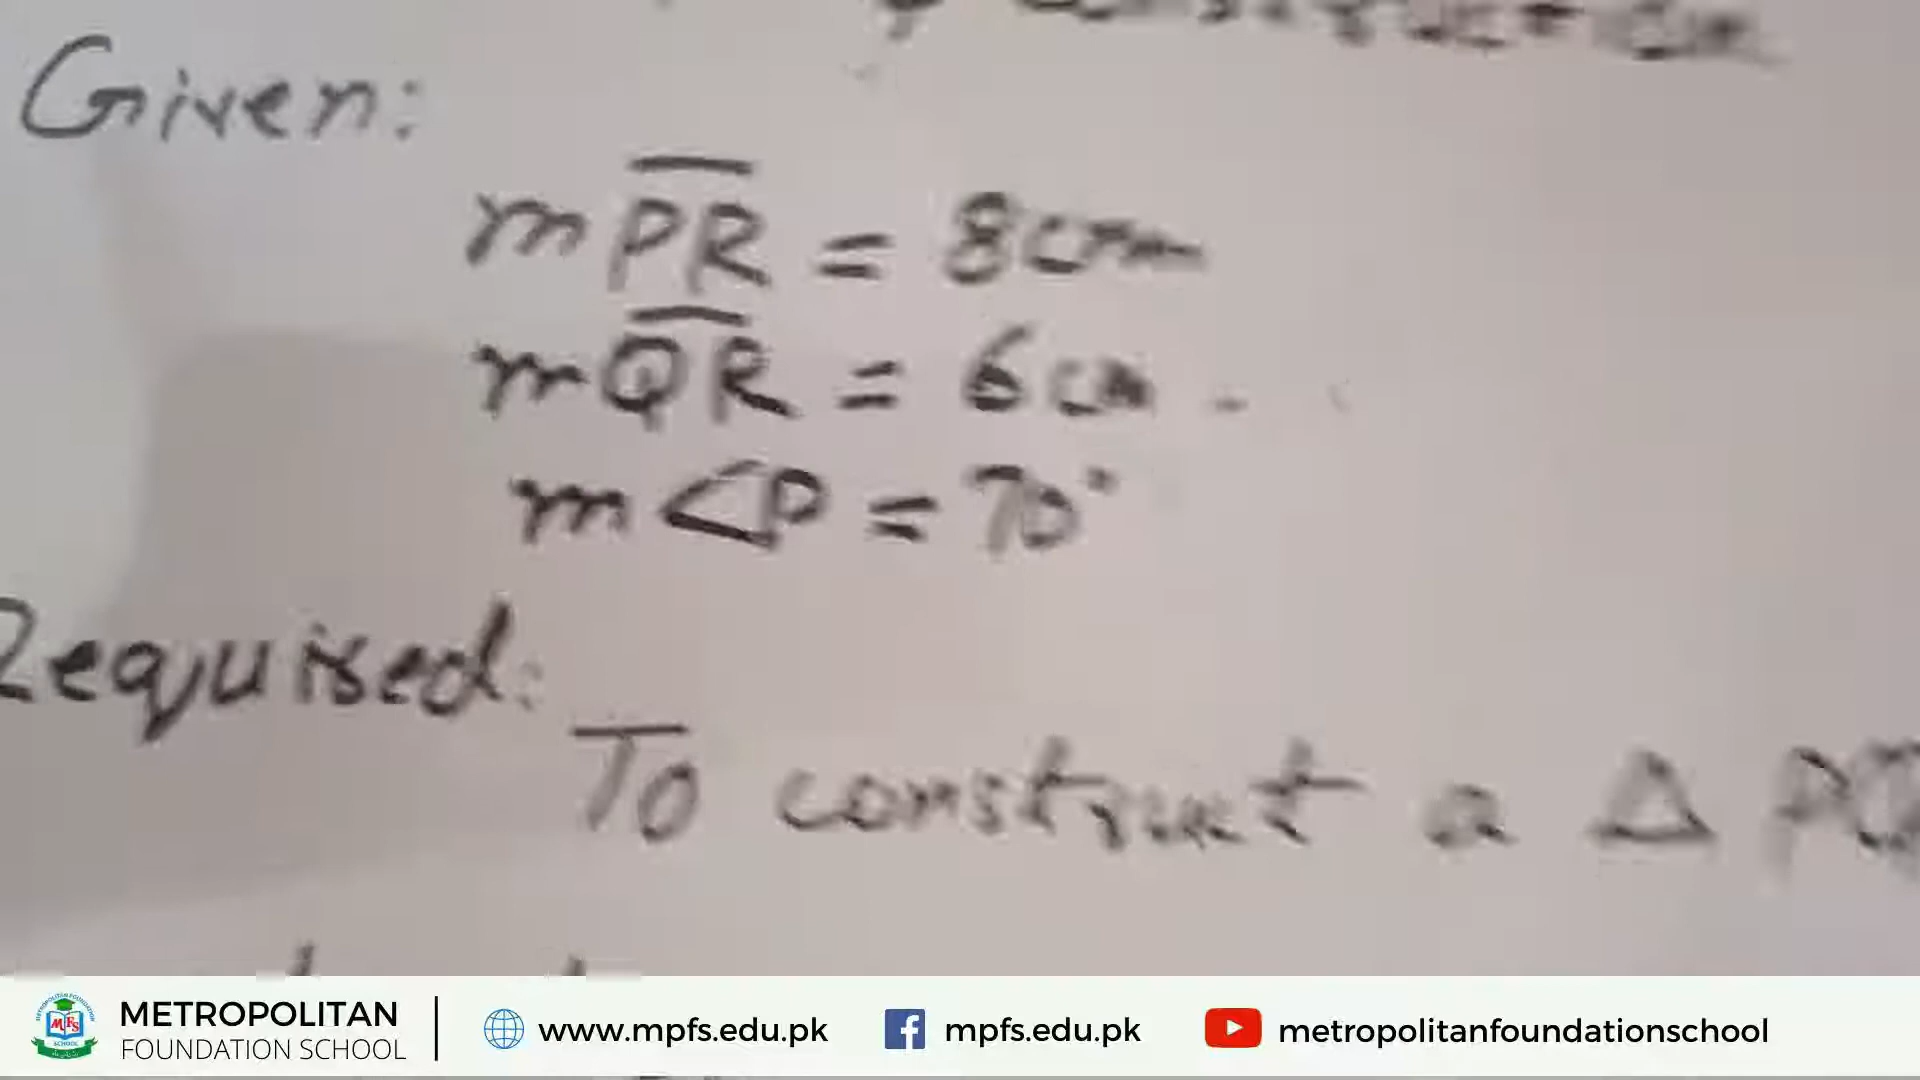 Given:
mPR = 8cm
mQR = 6cm
m∠P = 70°
Required:
To construct a Δ PQ
METROPOLITAN
FOUNDATION SCHOOL
www.mpfs.edu.pk
mpfs.edu.pk
metropolitanfoundationschool